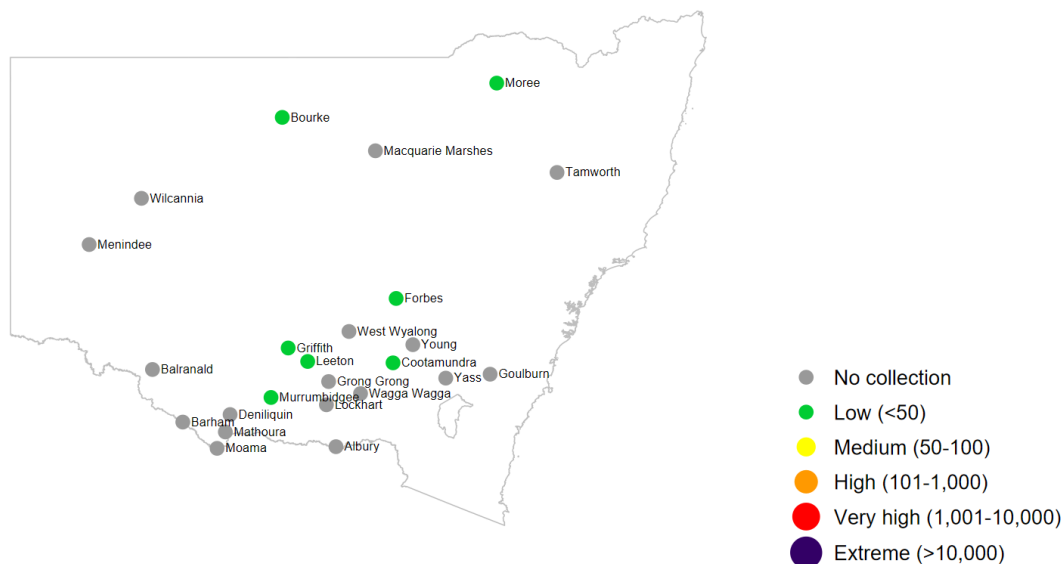 Moree
Bourke
Macquarie Marshes
Tamworth
Wilcannia
Menindee
Forbes
West Wyalong
Young
Griffith
Leeton
Cootamundra
Balranald
Goulburn
Yass
Grong Grong
Wagga Wagga
Murrumbidgee
Lockhart
Deniliquin
Barham
Mathoura
Moama
Albury
No collection
Low (<50)
Medium (50-100)
High (101-1,000)
Very high (1,001-10,000)
Extreme (>10,000)